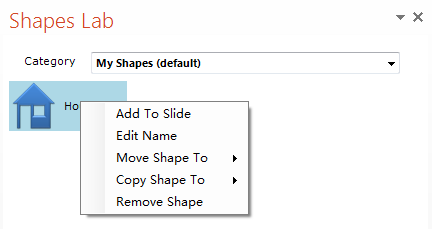 Shapes Lab
Category My Shapes (default)
Ho
Add To Slide
Edit Name
Move Shape To
Copy Shape To
Remove Shape